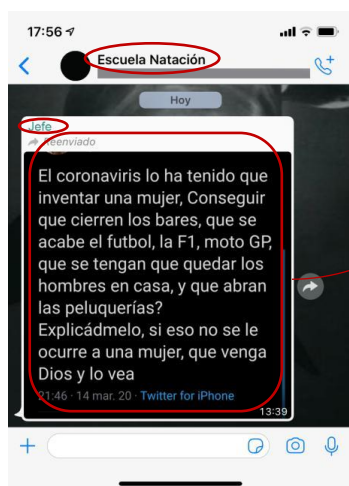 17:56
Escuela Natación
Hoy
Jefe
Reenviado
El coronaviris lo ha tenido que
inventar una mujer, Conseguir
que cierren los bares, que se
acabe el futbol, la F1, moto GP,
que se tengan que quedar los
hombres en casa, y que abran
las peluquerías?
Explicádmelo, si eso no se le
ocurre a una mujer, que venga
Dios y lo vea
21:46 · 14 mar. 20 · Twitter for iPhone
13:39